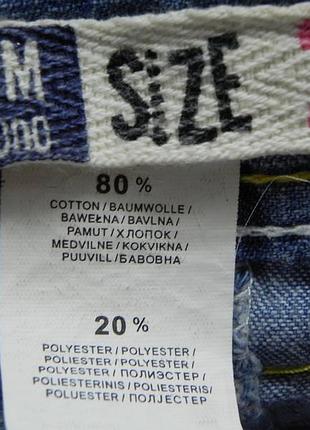 M
SiZE
80 %
COTTON / BAUMWOLLE /
BAWEŁNA / BAVLNA /
PAMUT / ХЛОПОК /
MEDVILNE / KOKVIKNA /
PUUVILL / БАВОВНА
20 %
POLYESTER / POLYESTER /
POLIESTER / POLYESTER /
POLYESTER / ПОЛИЭСТЕР /
POLIESTERINIS / POLIESTERIS/
POLUESTER / ПОЛІЕСТЕР